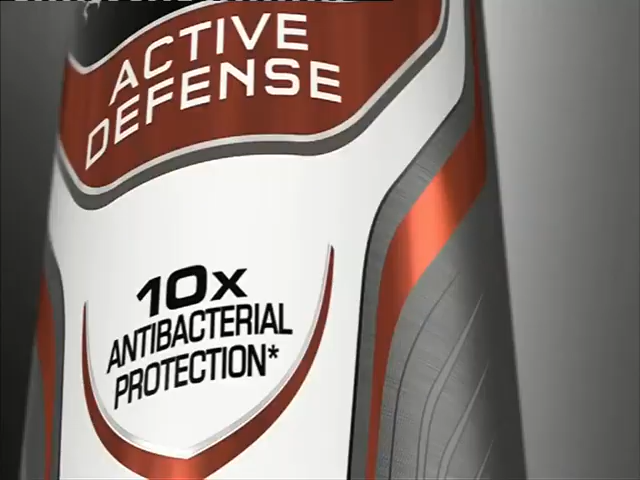 ACTIVE
DEFENSE
10x
ANTIBACTERIAL
PROTECTION*